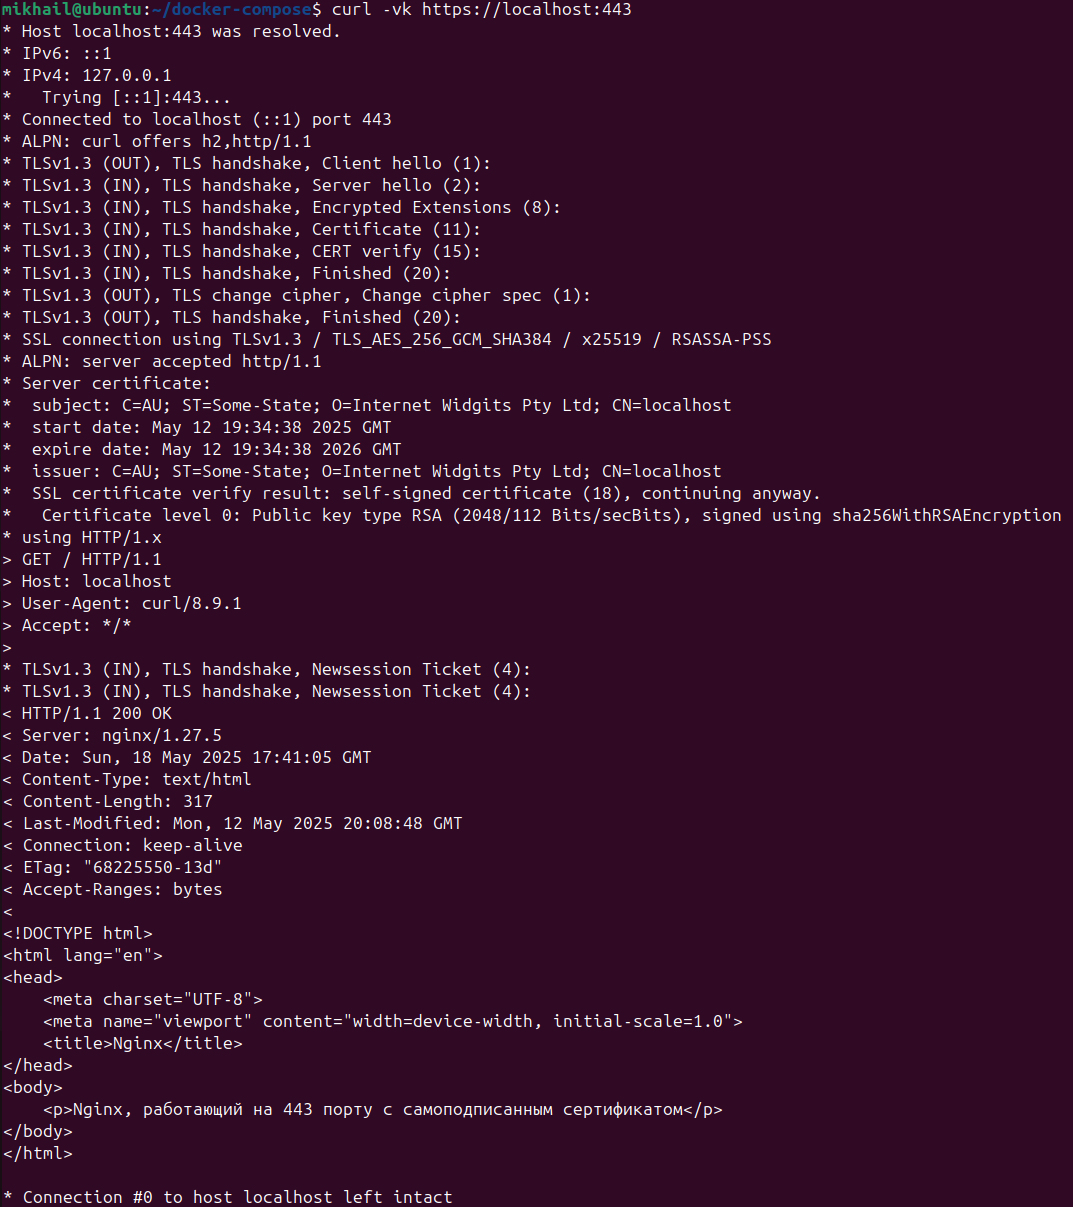 mikhail@ubuntu:~/docker-compose$ curl -vk https://localhost:443
* Host localhost:443 was resolved.
* IPv6: ::1
* IPv4: 127.0.0.1
*   Trying [::1]:443...
* Connected to localhost (::1) port 443
* ALPN: curl offers h2,http/1.1
* TLSv1.3 (OUT), TLS handshake, Client hello (1):
* TLSv1.3 (IN), TLS handshake, Server hello (2):
* TLSv1.3 (IN), TLS handshake, Encrypted Extensions (8):
* TLSv1.3 (IN), TLS handshake, Certificate (11):
* TLSv1.3 (IN), TLS handshake, CERT verify (15):
* TLSv1.3 (IN), TLS handshake, Finished (20):
* TLSv1.3 (OUT), TLS change cipher, Change cipher spec (1):
* TLSv1.3 (OUT), TLS handshake, Finished (20):
* SSL connection using TLSv1.3 / TLS_AES_256_GCM_SHA384 / x25519 / RSASSA-PSS
* ALPN: server accepted http/1.1
* Server certificate:
*  subject: C=AU; ST=Some-State; O=Internet Widgits Pty Ltd; CN=localhost
*  start date: May 12 19:34:38 2025 GMT
*  expire date: May 12 19:34:38 2026 GMT
*  issuer: C=AU; ST=Some-State; O=Internet Widgits Pty Ltd; CN=localhost
*  SSL certificate verify result: self-signed certificate (18), continuing anyway.
*   Certificate level 0: Public key type RSA (2048/112 Bits/secBits), signed using sha256WithRSAEncryption
* using HTTP/1.x
> GET / HTTP/1.1
> Host: localhost
> User-Agent: curl/8.9.1
> Accept: */*
>
* TLSv1.3 (IN), TLS handshake, Newsession Ticket (4):
* TLSv1.3 (IN), TLS handshake, Newsession Ticket (4):
< HTTP/1.1 200 OK
< Server: nginx/1.27.5
< Date: Sun, 18 May 2025 17:41:05 GMT
< Content-Type: text/html
< Content-Length: 317
< Last-Modified: Mon, 12 May 2025 20:08:48 GMT
< Connection: keep-alive
< ETag: "68225550-13d"
< Accept-Ranges: bytes
<
<!DOCTYPE html>
<html lang="en">
<head>
    <meta charset="UTF-8">
    <meta name="viewport" content="width=device-width, initial-scale=1.0">
    <title>Nginx</title>
</head>
<body>
    <p>Nginx, работающий на 443 порту с самоподписанным сертификатом</p>
</body>
</html>

* Connection #0 to host localhost left intact